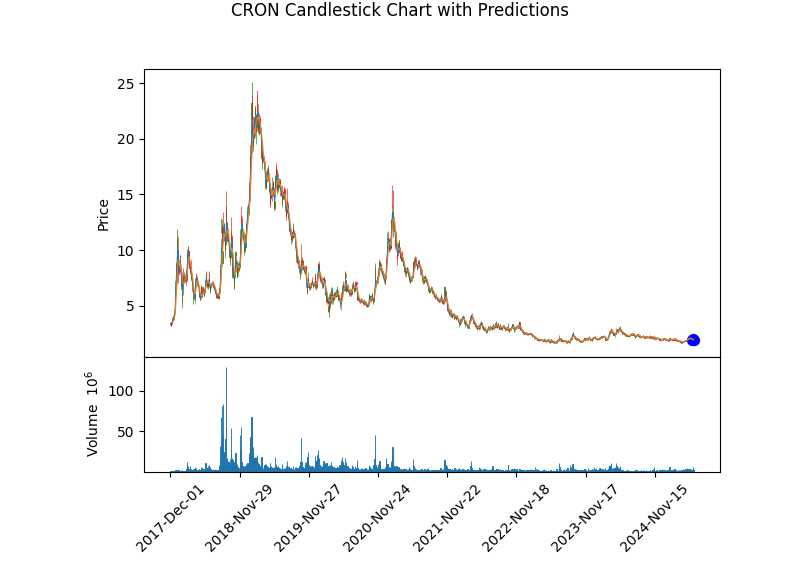 CRON Candlestick Chart with Predictions
25
20
15
10
5
Price
100
50
Volume 10^6
2017-Dec-01
2018-Nov-29
2019-Nov-27
2020-Nov-24
2021-Nov-22
2022-Nov-18
2023-Nov-17
2024-Nov-15